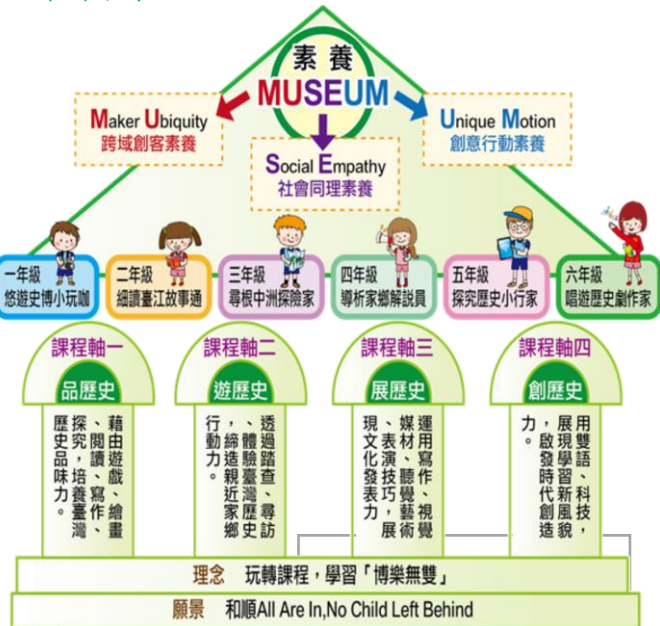 素養
MUSEUM
Maker Ubiquity
跨域創客素養
Unique Motion
創意行動素養
Social Empathy
社會同理素養
一年級
悠遊史博小玩咖
二年級
細讀臺江故事通
三年級
尋根中洲探險家
四年級
導析家鄉解說員
五年級
探究歷史小行家
六年級
唱遊歷史劇作家
課程軸一
品歷史
藉由遊戲、繪畫
、閱讀、寫作、
探究,培養臺灣
歷史品味力。
課程軸二
遊歷史
透過踏查、尋訪
、體驗臺灣歷史
,締造親近家鄉
行動力。
課程軸三
展歷史
運用寫作、視覺
媒材、聽覺藝術
、表演技巧,展
現文化發表力
課程軸四
創歷史
用雙語、科技,
展現學習新風貌
,啟發時代創造
力。
理念 玩轉課程,學習「博樂無雙」
願景 和順All Are In,No Child Left Behind